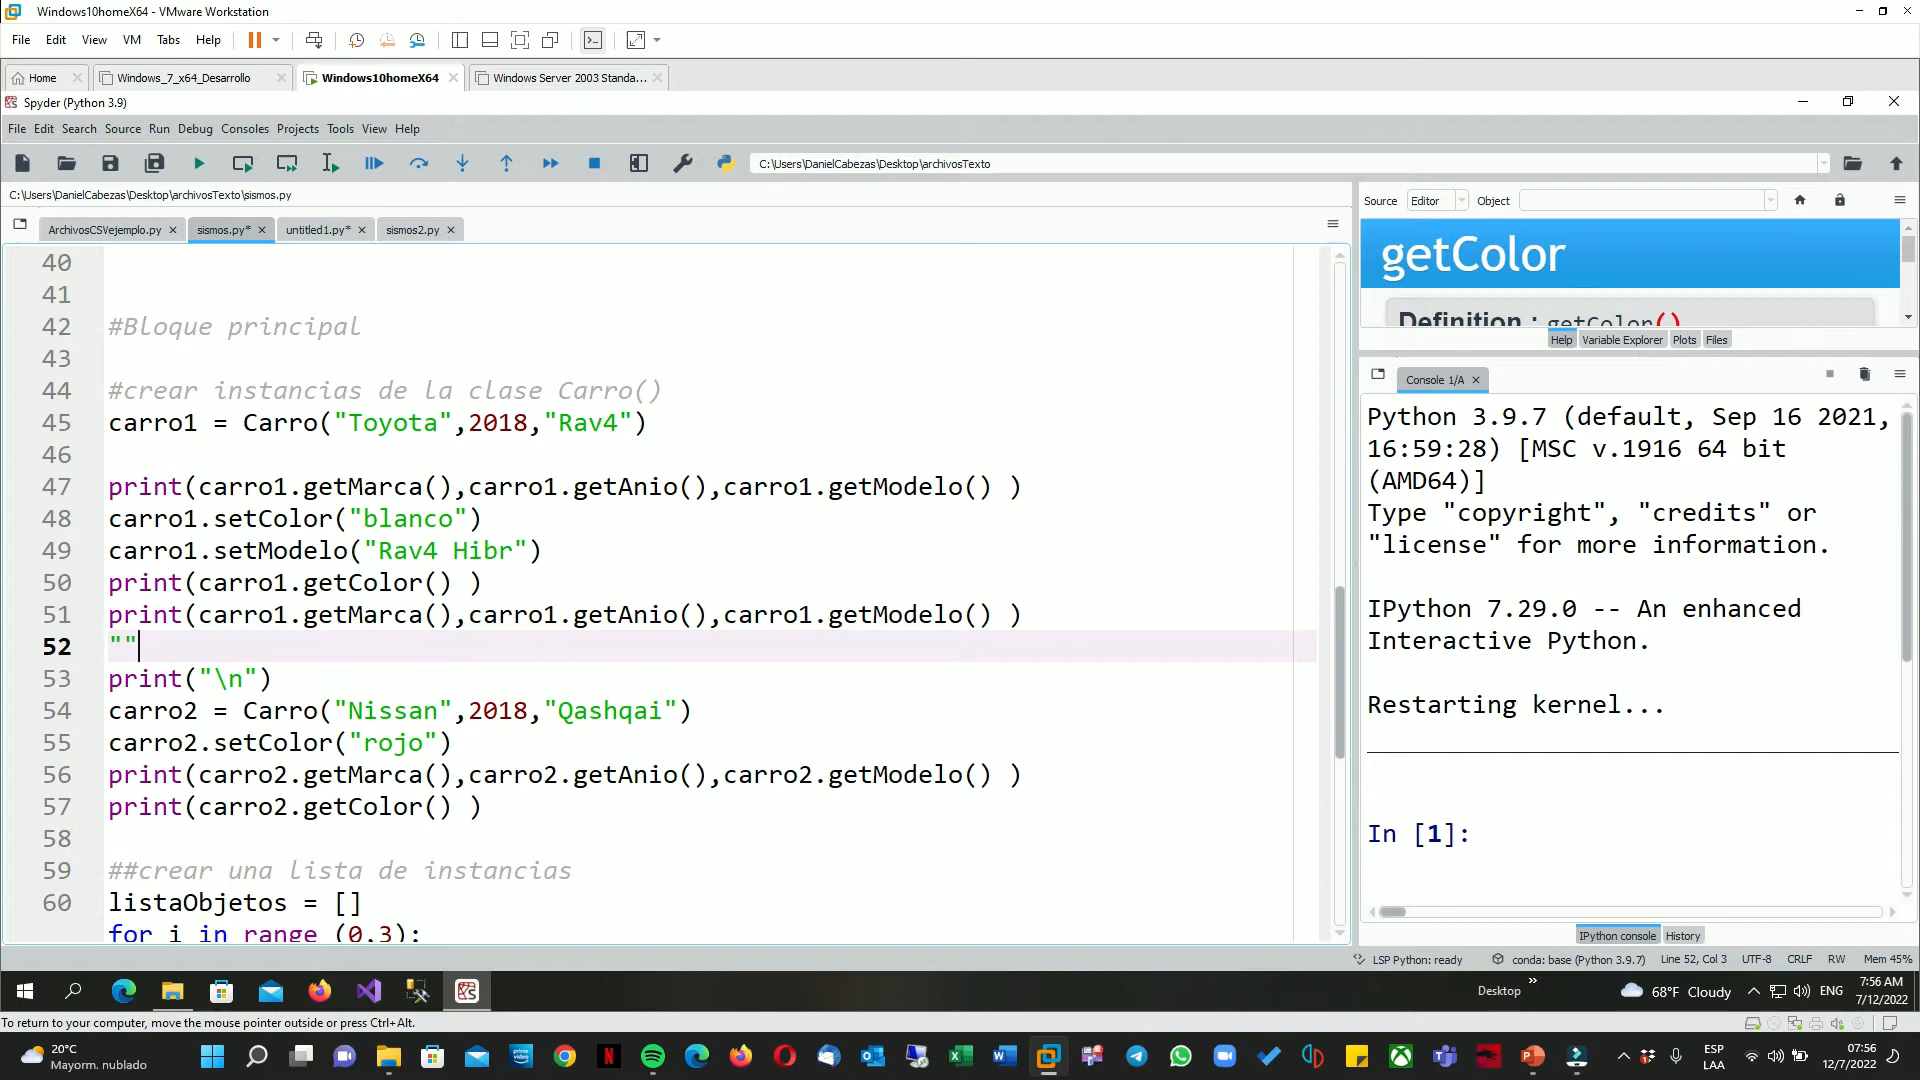 Windows10homeX64 - VMware Workstation
File Edit View VM Tabs Help
Home Windows_7_x64_Desarrollo Windows10homeX64 Windows Server 2003 Standa...
Spyder (Python 3.9)
File Edit Search Source Run Debug Consoles Projects Tools View Help
C:\Users\DanielCabezas\Desktop\archivosTexto
C:\Users\DanielCabezas\Desktop\archivosTexto\sismos.py
ArchivosCSVejemplo.py sismos.py* untitled1.py* sismos2.py
40
41
42 #Bloque principal
43
44 #crear instancias de la clase Carro()
45 carro1 = Carro("Toyota",2018,"Rav4")
46
47 print(carro1.getMarca(),carro1.getAnio(),carro1.getModelo() )
48 carro1.setColor("blanco")
49 carro1.setModelo("Rav4 Hibr")
50 print(carro1.getColor() )
51 print(carro1.getMarca(),carro1.getAnio(),carro1.getModelo() )
52 ""
53 print("\n")
54 carro2 = Carro("Nissan",2018,"Qashqai")
55 carro2.setColor("rojo")
56 print(carro2.getMarca(),carro2.getAnio(),carro2.getModelo() )
57 print(carro2.getColor() )
58
59 ##crear una lista de instancias
60 listaObjetos = []
for i in range (0,3):
Source Editor Object
getColor
Definition : getColor()
Help Variable Explorer Plots Files
Console 1/A
Python 3.9.7 (default, Sep 16 2021,
16:59:28) [MSC v.1916 64 bit
(AMD64)]
Type "copyright", "credits" or
"license" for more information.
IPython 7.29.0 -- An enhanced
Interactive Python.
Restarting kernel...
In [1]:
IPython console History
LSP Python: ready conda: base (Python 3.9.7) Line 52, Col 3 UTF-8 CRLF RW Mem 45%
Desktop 68°F Cloudy ENG 7:56 AM
7/12/2022
To return to your computer, move the mouse pointer outside or press Ctrl+Alt.
20°C
Mayorm. nublado
ESP
LAA
07:56
12/7/2022